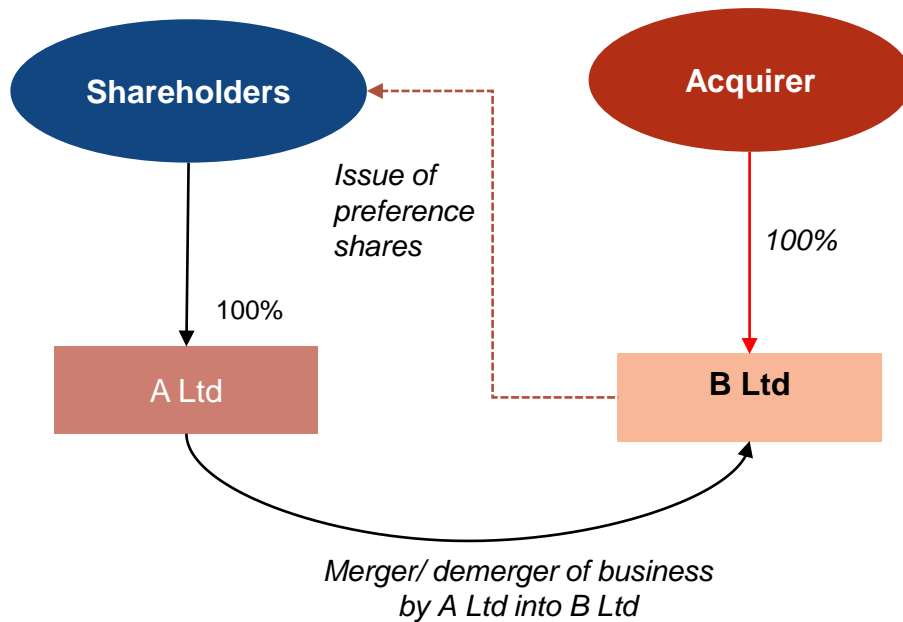 Shareholders
Acquirer
Issue of
preference
shares
100%
100%
A Ltd
B Ltd
Merger/ demerger of business
by A Ltd into B Ltd